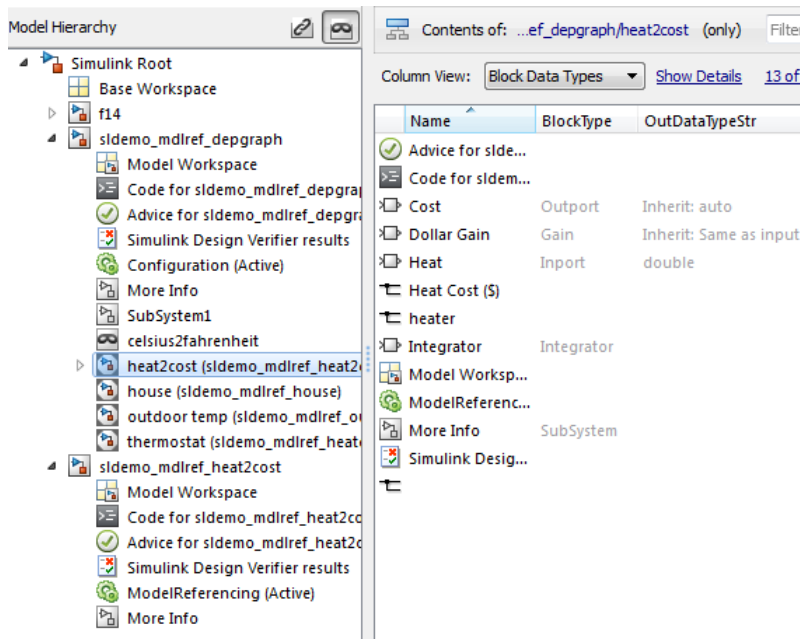 Model Hierarchy
Simulink Root
Base Workspace
f14
sldemo_mdlref_depgraph
Model Workspace
Code for sldemo_mdlref_depgra
Advice for sldemo_mdlref_depgra
Simulink Design Verifier results
Configuration (Active)
More Info
SubSystem1
celsius2fahrenheit
heat2cost (sldemo_mdlref_heat2
house (sldemo_mdlref_house)
outdoor temp (sldemo_mdlref_ou
thermostat (sldemo_mdlref_heate
sldemo_mdlref_heat2cost
Model Workspace
Code for sldemo_mdlref_heat2co
Advice for sldemo_mdlref_heat2c
Simulink Design Verifier results
ModelReferencing (Active)
More Info
Contents of: ...ef_depgraph/heat2cost (only) Filter
Column View: Block Data Types Show Details 13 of
Name BlockType OutDataTypeStr
Advice for slde...
Code for sldem...
Cost Outport Inherit: auto
Dollar Gain Gain Inherit: Same as input
Heat Inport double
Heat Cost ($)
heater
Integrator Integrator
Model Worksp...
ModelReferenc...
More Info SubSystem
Simulink Desig...